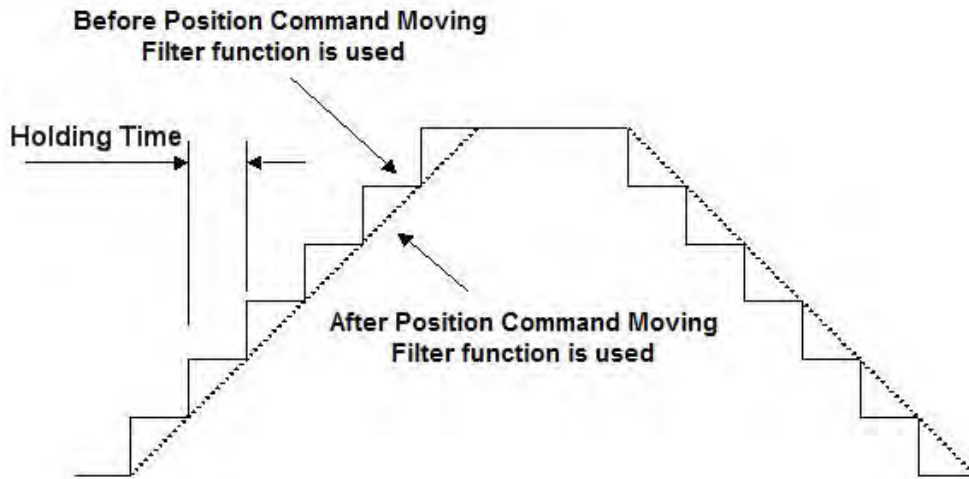 Before Position Command Moving
Filter function is used
Holding Time
After Position Command Moving
Filter function is used